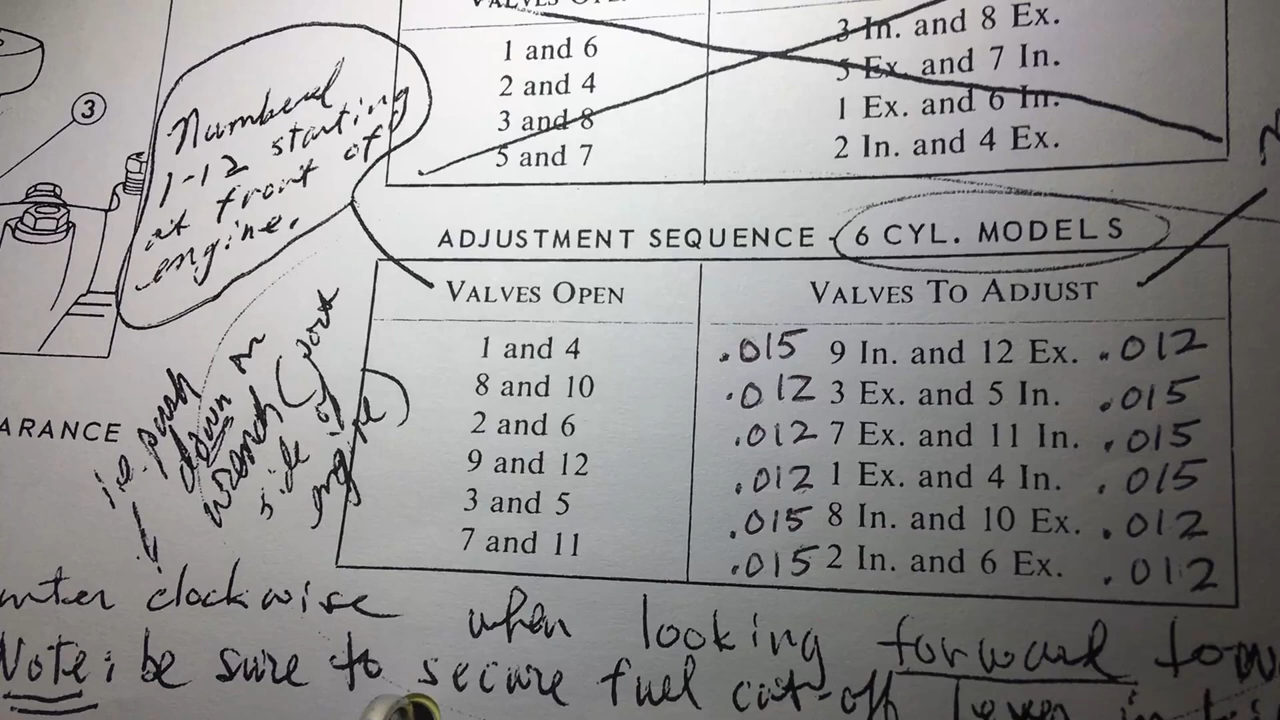 VALVES OPEN
1 and 6
2 and 4
3 and 8
5 and 7
3 In. and 8 Ex.
5 Ex. and 7 In.
1 Ex. and 6 In.
2 In. and 4 Ex.
3
Numbered
1-12 starting
at front of
engine.
ADJUSTMENT SEQUENCE - 6 CYL. MODELS
VALVES OPEN
VALVES TO ADJUST
1 and 4
.015 9 In. and 12 Ex. .012
8 and 10
.012 3 Ex. and 5 In. .015
2 and 6
.012 7 Ex. and 11 In. .015
9 and 12
.012 1 Ex. and 4 In. .015
3 and 5
.015 8 In. and 10 Ex. .012
7 and 11
.015 2 In. and 6 Ex. .012
ARANCE
i.e. push
down on
wrench (
side of
engine)
clockwise when looking forward
Note: be sure to secure fuel cut-off lever